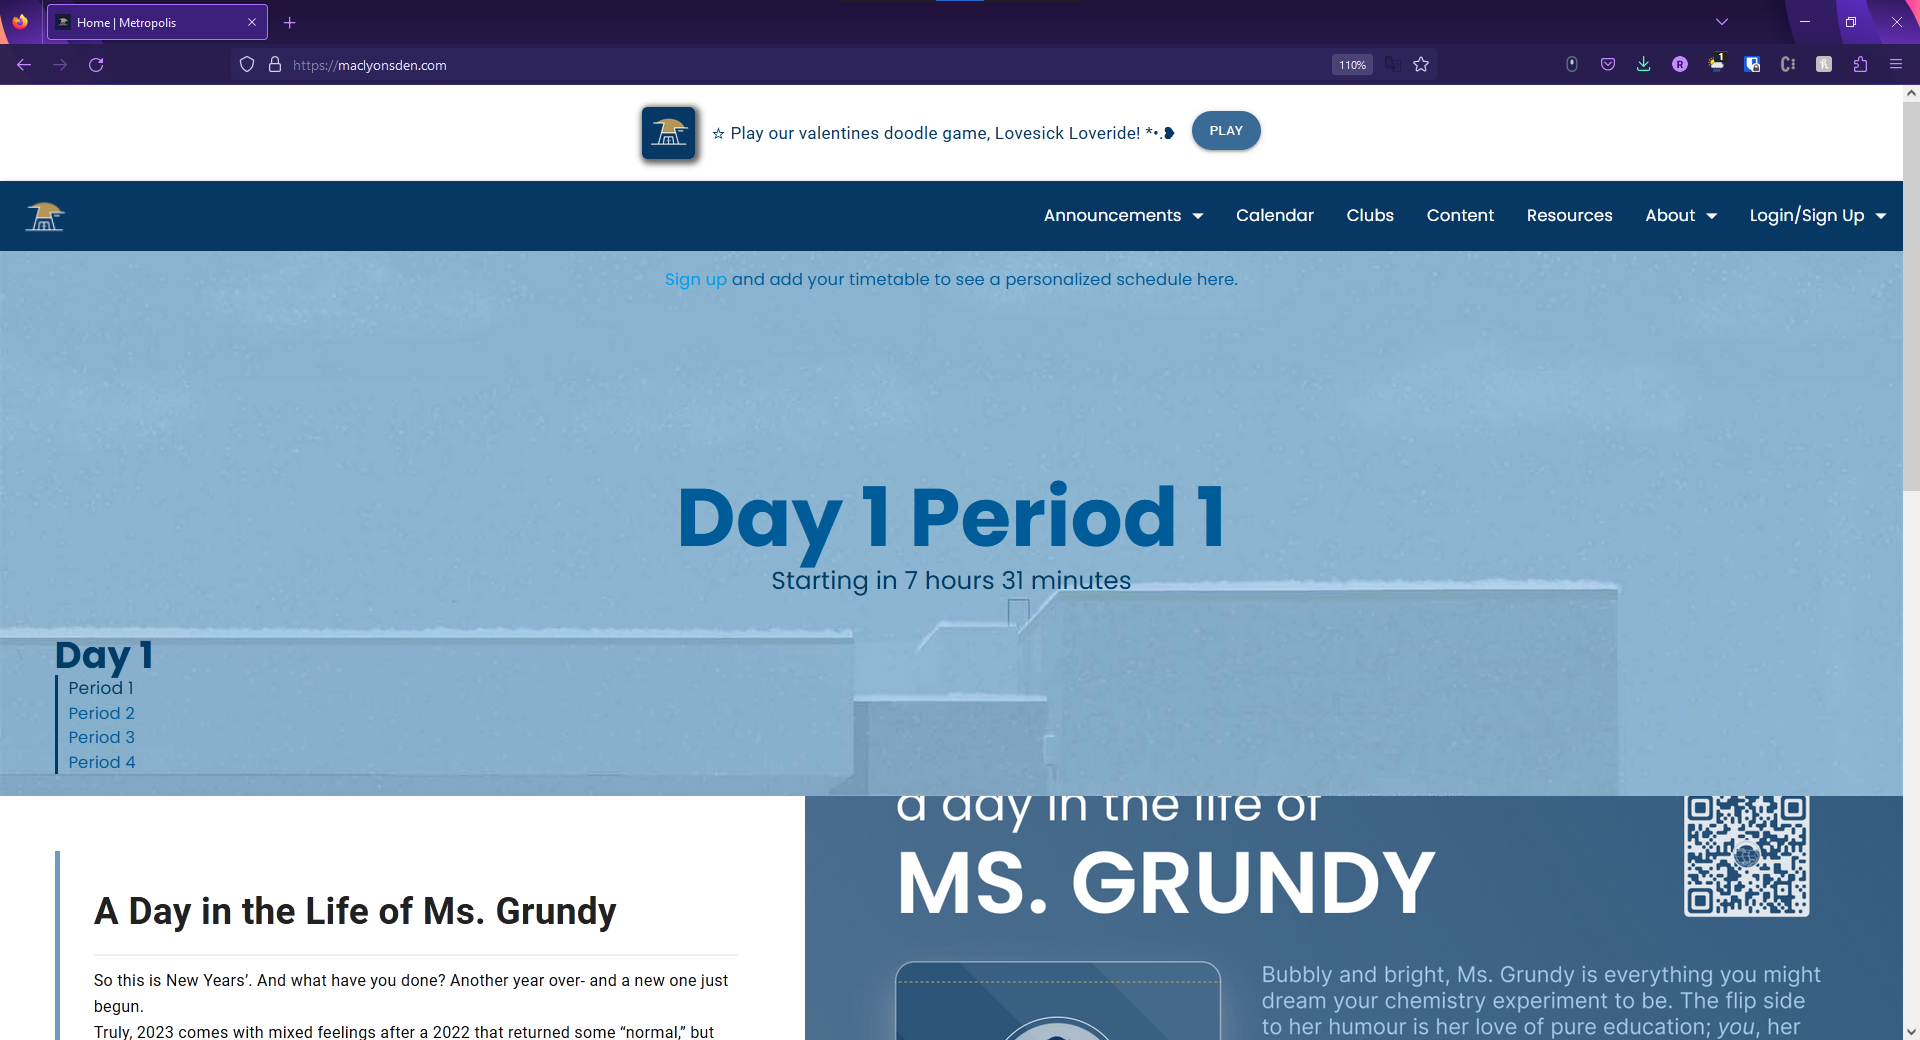 Home | Metropolis
https://maclyonsden.com
110%
R
1
☆ Play our valentines doodle game, Lovesick Loveride! *•.❥
PLAY
Announcements
Calendar
Clubs
Content
Resources
About
Login/Sign Up
Sign up and add your timetable to see a personalized schedule here.
Day 1 Period 1
Starting in 7 hours 31 minutes
Day 1
Period 1
Period 2
Period 3
Period 4
A Day in the Life of Ms. Grundy
So this is New Years’. And what have you done? Another year over- and a new one just
begun.
Truly, 2023 comes with mixed feelings after a 2022 that returned some “normal,” but
a day in the life of
MS. GRUNDY
Bubbly and bright, Ms. Grundy is everything you might
dream your chemistry experiment to be. The flip side
to her humour is her love of pure education; you, her